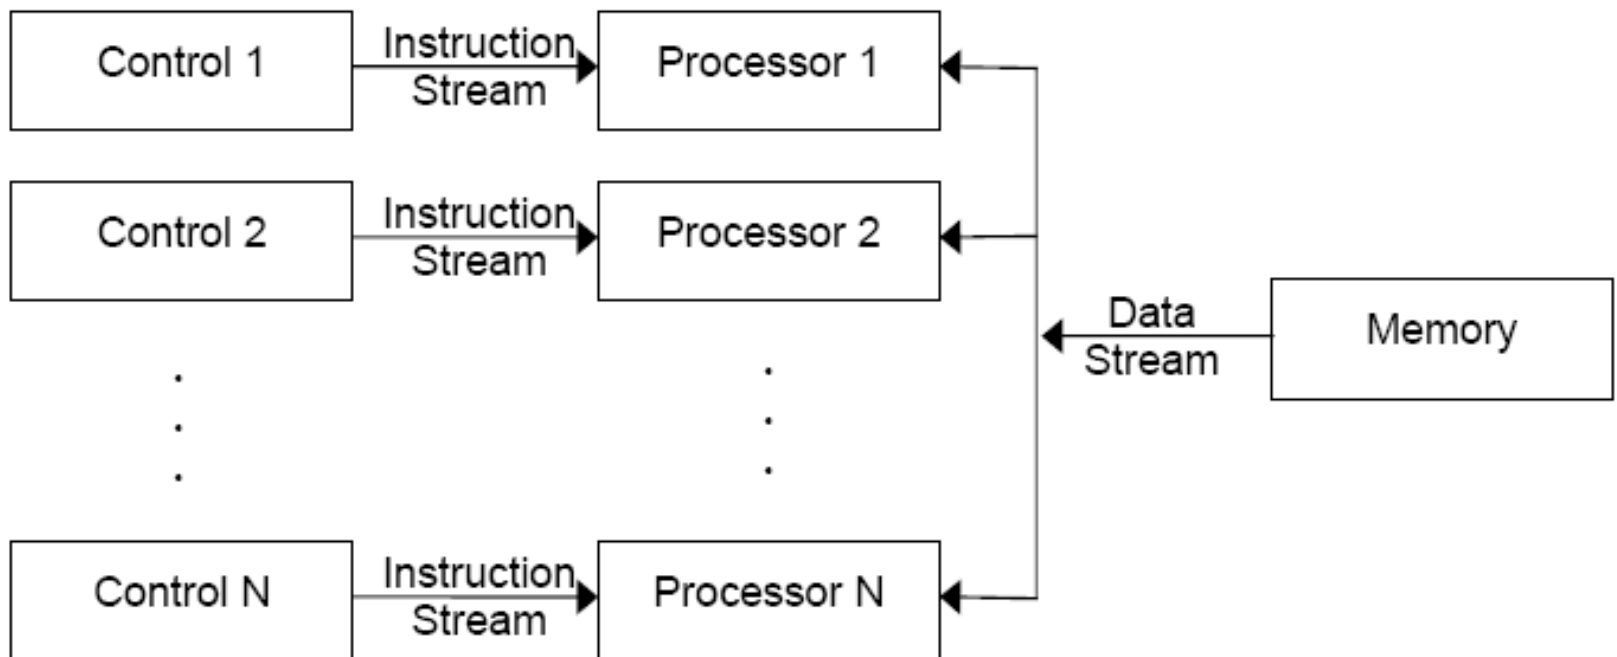 Control 1
Instruction
Stream
Processor 1
Control 2
Instruction
Stream
Processor 2
Data
Stream
Memory
Control N
Instruction
Stream
Processor N